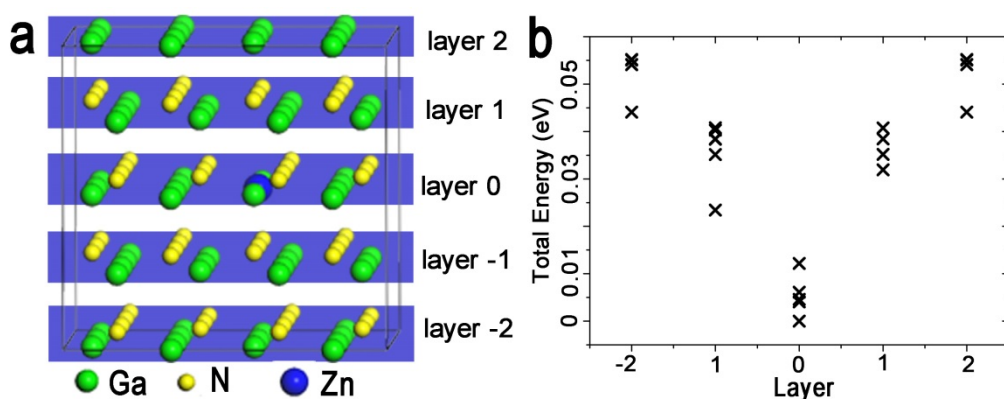 a
layer 2
layer 1
layer 0
layer -1
layer -2
Ga N Zn
b
Total Energy (eV)
0.05
0.03
0.01
0
-2 1 0 1 2
Layer